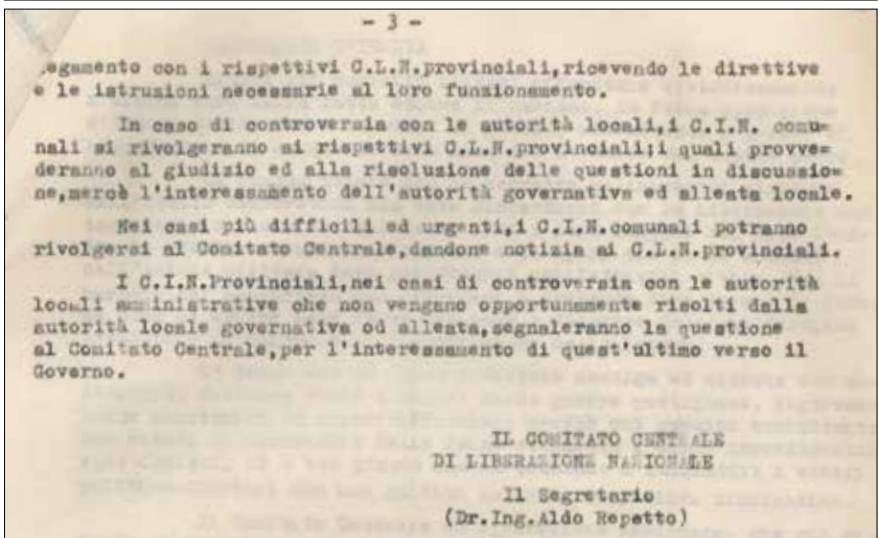 - 3 -
legamento con i rispettivi C.L.N.provinciali,ricevendo le direttive
e le istruzioni necessarie al loro funzionamento.
In caso di controversia con le autorità locali,i C.I.N. comu=
nali si rivolgeranno ai rispettivi C.L.N.provinciali;i quali provve=
deranno al giudizio ed alla risoluzione delle questioni in discussio=
ne,mercè l'interessamento dell'autorità governativa ed alleata locale.
Nei casi più difficili ed urgenti,i C.I.N.comunali potranno
rivolgersi al Comitato Centrale,dandone notizia ai C.L.N.provinciali.
I C.I.N.Provinciali,nei casi di controversia con le autorità
locali amministrative che non vengano opportunamente risolti dalla
autorità locale governativa od alleata,segnaleranno la questione
al Comitato Centrale,per l'interessamento di quest'ultimo verso il
Governo.
IL COMITATO CENTRALE
DI LIBERAZIONE NAZIONALE
Il Segretario
(Dr.Ing.Aldo Repetto)